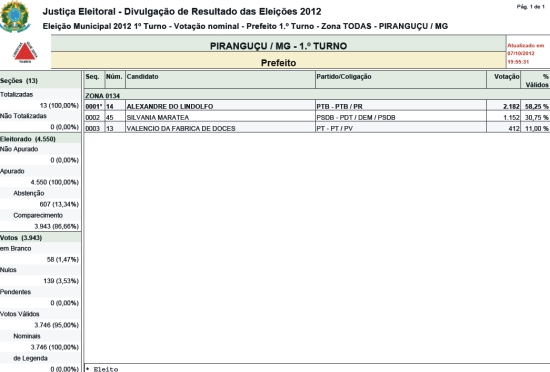 Justiça Eleitoral - Divulgação de Resultado das Eleições 2012
Pág. 1 de 1
Eleição Municipal 2012 1º Turno - Votação nominal - Prefeito 1.º Turno - Zona TODAS - PIRANGUÇU / MG
PIRANGUÇU / MG - 1.º TURNO
Atualizado em
07/10/2012
19:55:31
Prefeito
Seções (13)
Totalizadas
13 (100,00%)
Não Totalizadas
0 (0,00%)
Eleitorado (4.550)
Não Apurado
0 (0,00%)
Apurado
4.550 (100,00%)
Abstenção
607 (13,34%)
Comparecimento
3.943 (86,66%)
Votos (3.943)
em Branco
58 (1,47%)
Nulos
139 (3,53%)
Pendentes
0 (0,00%)
Votos Válidos
3.746 (95,00%)
Nominais
3.746 (100,00%)
de Legenda
0 (0,00%)
Seq. Núm. Candidato Partido/Coligação Votação % Válidos
ZONA 0134
0001* 14 ALEXANDRE DO LINDOLFO PTB - PTB / PR 2.182 58,25 %
0002 45 SILVANIA MARATEA PSDB - PDT / DEM / PSDB 1.152 30,75 %
0003 13 VALENCIO DA FABRICA DE DOCES PT - PT / PV 412 11,00 %
* Eleito